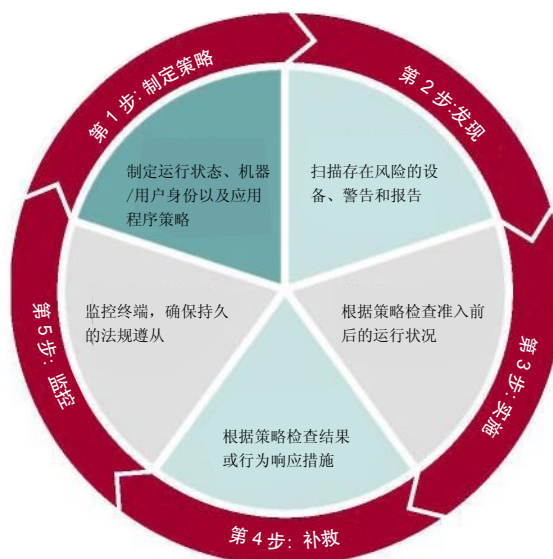 第1步: 制定策略
制定运行状态、机器
/用户身份以及应用
程序策略
第2步:发现
扫描存在风险的设
备、警告和报告
第3步:实施
根据策略检查准入前
后的运行状况
第4步: 补救
根据策略检查结果
或行为响应措施
第5步: 监控
监控终端，确保持久
的法规遵从